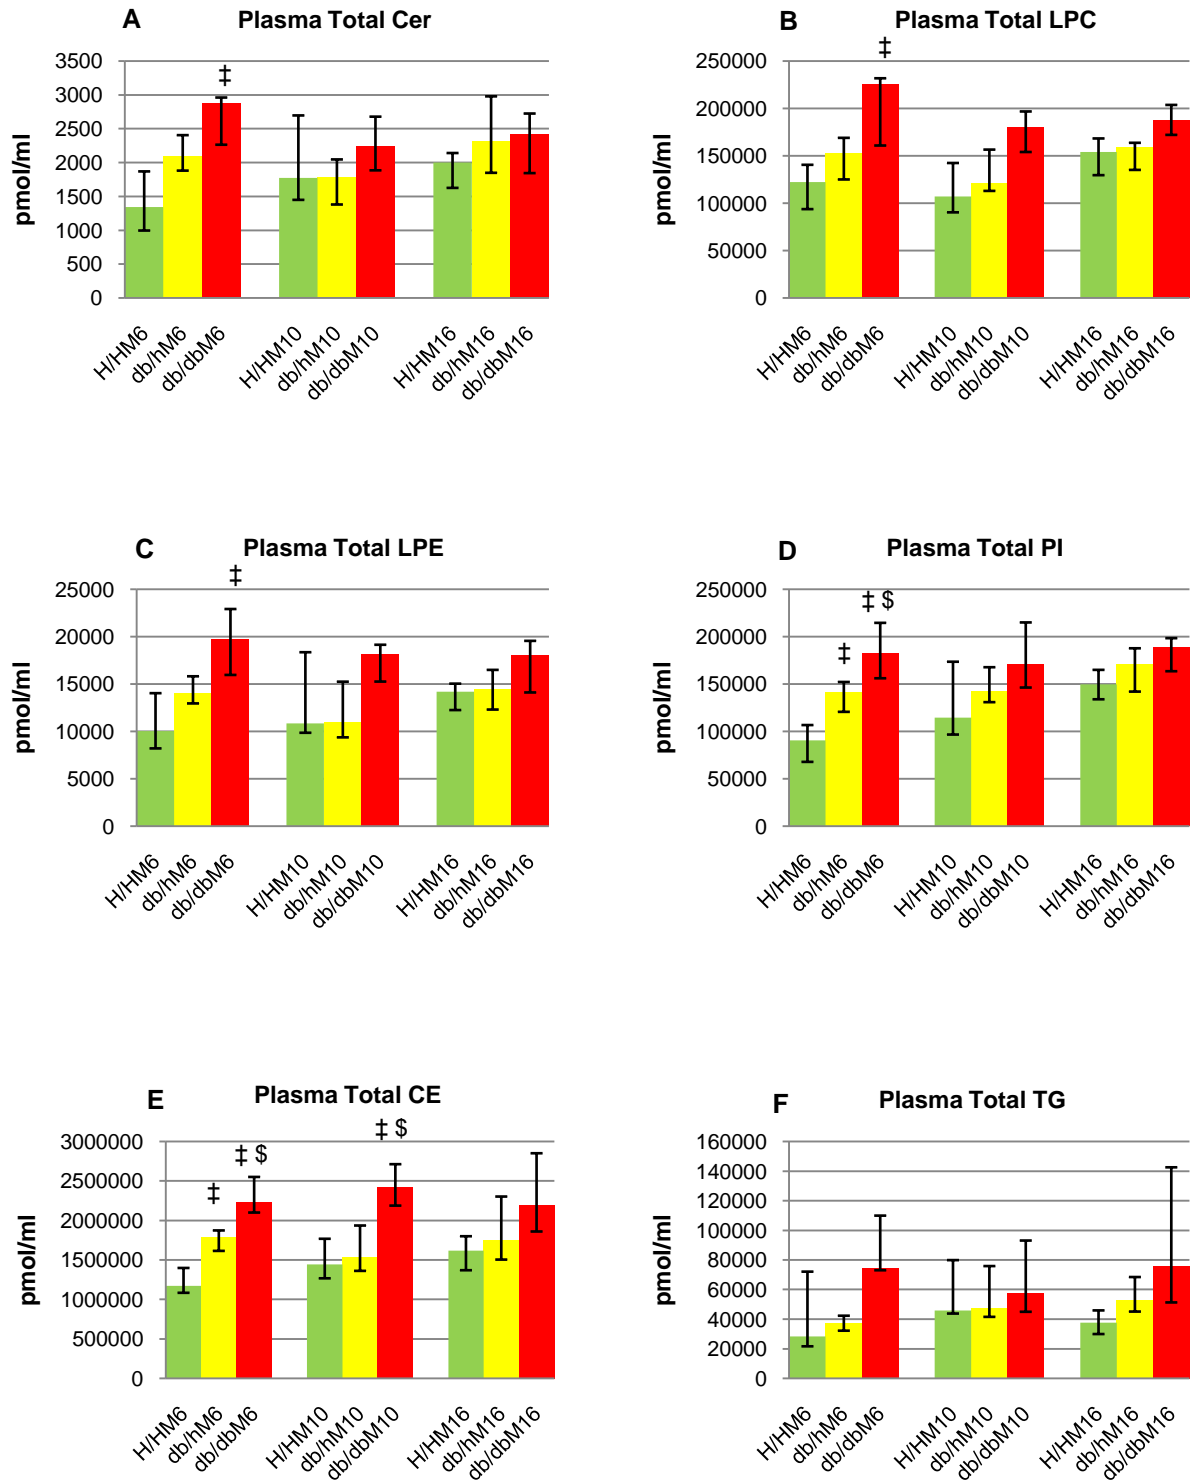 A Plasma Total Cer
‡
3500
3000
2500
2000
1500
1000
500
0
pmol/ml
H/HM6 db/hM6 db/dbM6 H/HM10 db/hM10 db/dbM10 H/HM16 db/hM16 db/dbM16
B Plasma Total LPC
‡
250000
200000
150000
100000
50000
0
pmol/ml
H/HM6 db/hM6 db/dbM6 H/HM10 db/hM10 db/dbM10 H/HM16 db/hM16 db/dbM16
C Plasma Total LPE
‡
25000
20000
15000
10000
5000
0
pmol/ml
H/HM6 db/hM6 db/dbM6 H/HM10 db/hM10 db/dbM10 H/HM16 db/hM16 db/dbM16
D Plasma Total PI
‡ $
‡
250000
200000
150000
100000
50000
0
pmol/ml
H/HM6 db/hM6 db/dbM6 H/HM10 db/hM10 db/dbM10 H/HM16 db/hM16 db/dbM16
E Plasma Total CE
‡ $
‡ $
‡
3000000
2500000
2000000
1500000
1000000
500000
0
pmol/ml
H/HM6 db/hM6 db/dbM6 H/HM10 db/hM10 db/dbM10 H/HM16 db/hM16 db/dbM16
F Plasma Total TG
160000
140000
120000
100000
80000
60000
40000
20000
0
pmol/ml
H/HM6 db/hM6 db/dbM6 H/HM10 db/hM10 db/dbM10 H/HM16 db/hM16 db/dbM16